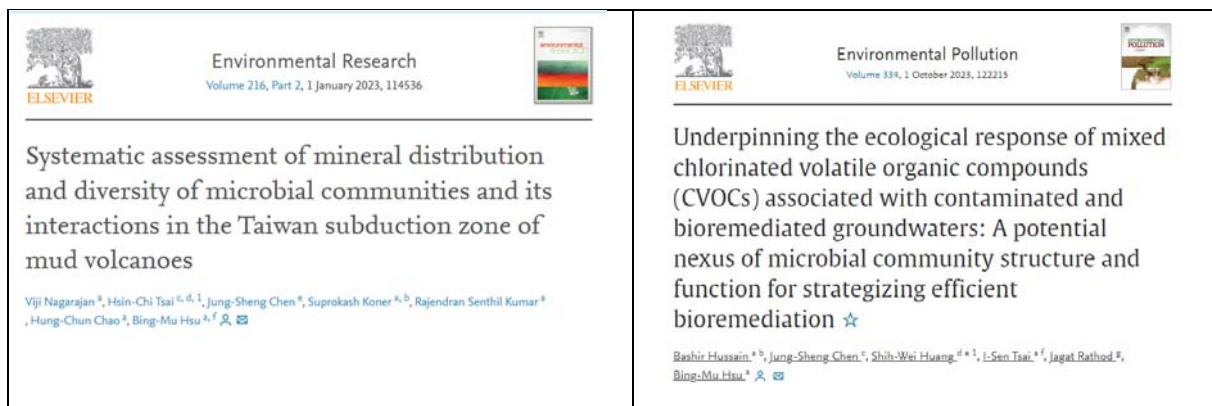 ELSEVIER
Environmental Research
Volume 216, Part 2, 1 January 2023, 114536
Systematic assessment of mineral distribution
and diversity of microbial communities and its
interactions in the Taiwan subduction zone of
mud volcanoes
Viji Nagarajan a, Hsin-Chi Tsai c, d, 1, Jung-Sheng Chen e, Suprokash Koner a, b, Rajendran Senthil Kumar a
, Hung-Chun Chao a, Bing-Mu Hsu a, f
ELSEVIER
Environmental Pollution
Volume 334, 1 October 2023, 122215
POLLUTION
Underpinning the ecological response of mixed
chlorinated volatile organic compounds
(CVOCs) associated with contaminated and
bioremediated groundwaters: A potential
nexus of microbial community structure and
function for strategizing efficient
bioremediation ☆
Bashir Hussain a b, Jung-Sheng Chen c, Shih-Wei Huang d e 1, I-Sen Tsai a f, Jagat Rathod g,
Bing-Mu Hsu a